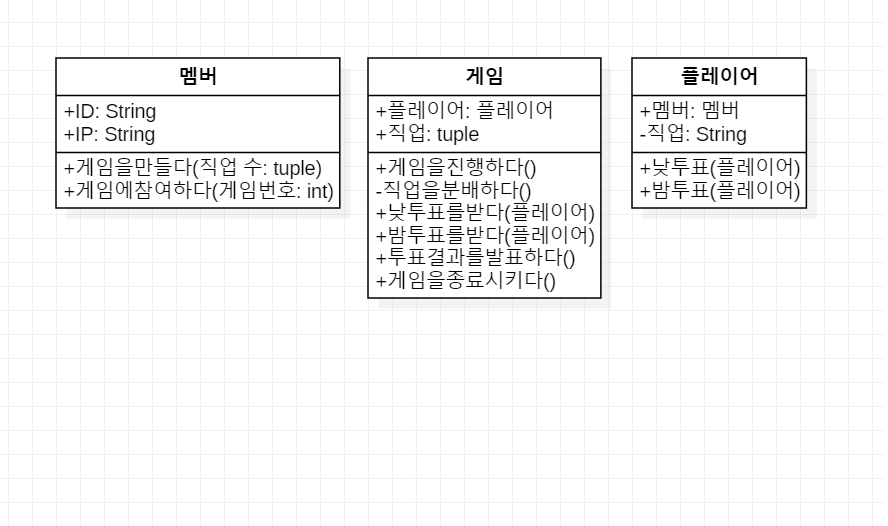 멤버
+ID: String
+IP: String
+게임을만들다(직업 수: tuple)
+게임에참여하다(게임번호: int)
게임
+플레이어: 플레이어
+직업: tuple
+게임을진행하다()
-직업을분배하다()
+낮투표를받다(플레이어)
+밤투표를받다(플레이어)
+투표결과를발표하다()
+게임을종료시키다()
플레이어
+멤버: 멤버
-직업: String
+낮투표(플레이어)
+밤투표(플레이어)